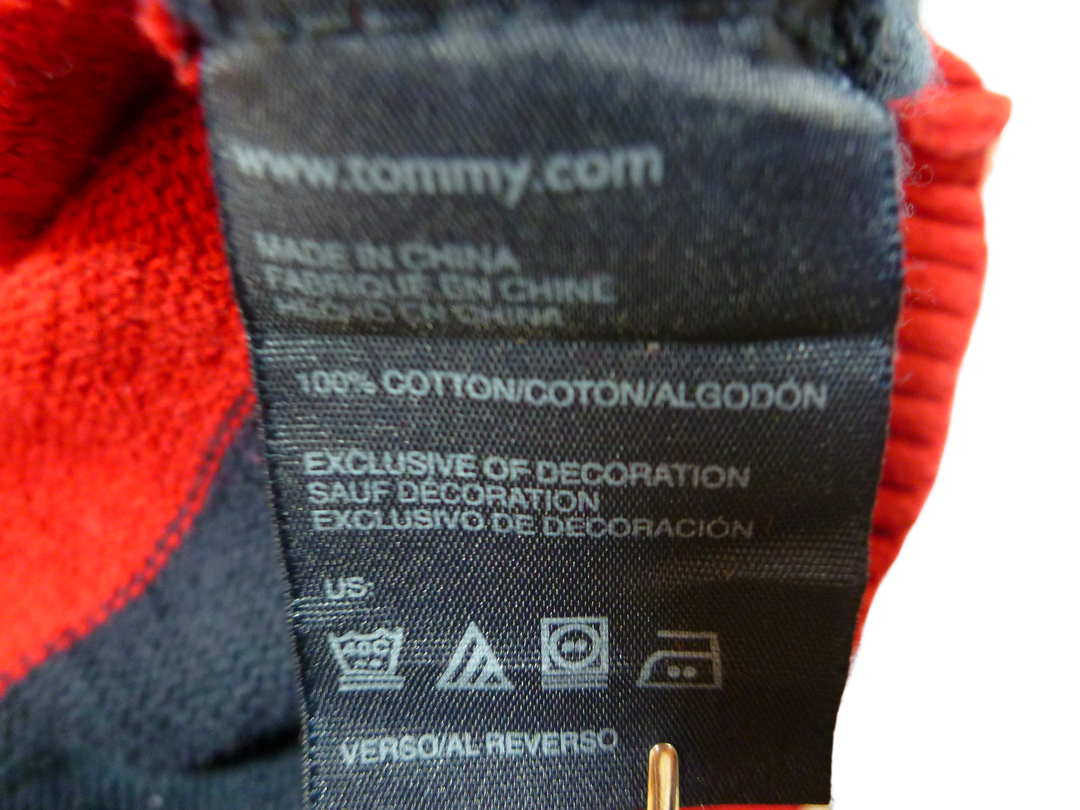 www.tommy.com
MADE IN CHINA
FABRIQUÉ EN CHINE
HECHO EN CHINA
100% COTTON/COTON/ALGODÓN
EXCLUSIVE OF DECORATION
SAUF DÉCORATION
EXCLUSIVO DE DECORACIÓN
US-
VERSO/AL REVERSO